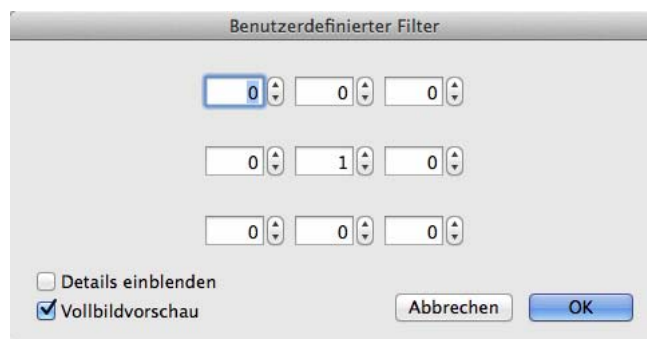 Benutzerdefinierter Filter
0 0 0
0 1 0
0 0 0
Details einblenden
Vollbildvorschau Abbrechen OK